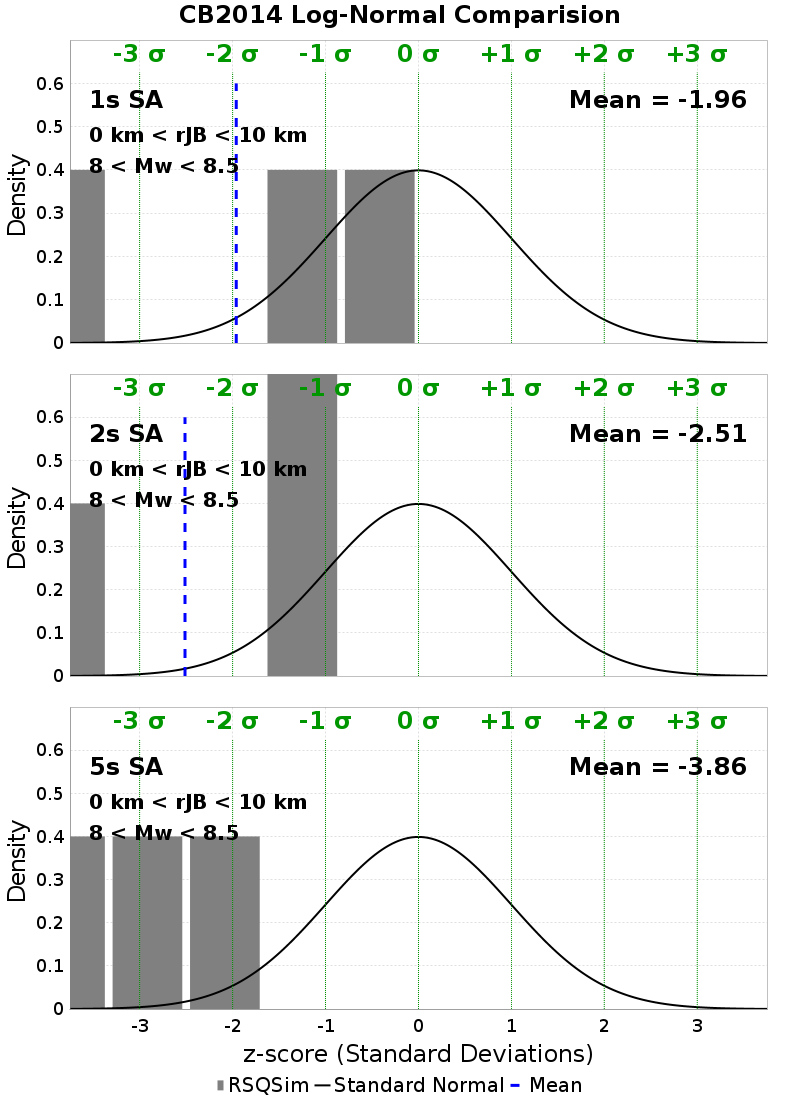 CB2014 Log-Normal Comparision
-3 σ -2 σ -1 σ 0 σ +1 σ +2 σ +3 σ
1s SA
Mean = -1.96
0 km < rJB < 10 km
8 < Mw < 8.5
Density
0.6
0.5
0.4
0.3
0.2
0.1
0
-3 σ -2 σ -1 σ 0 σ +1 σ +2 σ +3 σ
2s SA
Mean = -2.51
0 km < rJB < 10 km
8 < Mw < 8.5
Density
0.6
0.5
0.4
0.3
0.2
0.1
0
-3 σ -2 σ -1 σ 0 σ +1 σ +2 σ +3 σ
5s SA
Mean = -3.86
0 km < rJB < 10 km
8 < Mw < 8.5
Density
0.6
0.5
0.4
0.3
0.2
0.1
0
-3 -2 -1 0 1 2 3
z-score (Standard Deviations)
RSQSim Standard Normal Mean